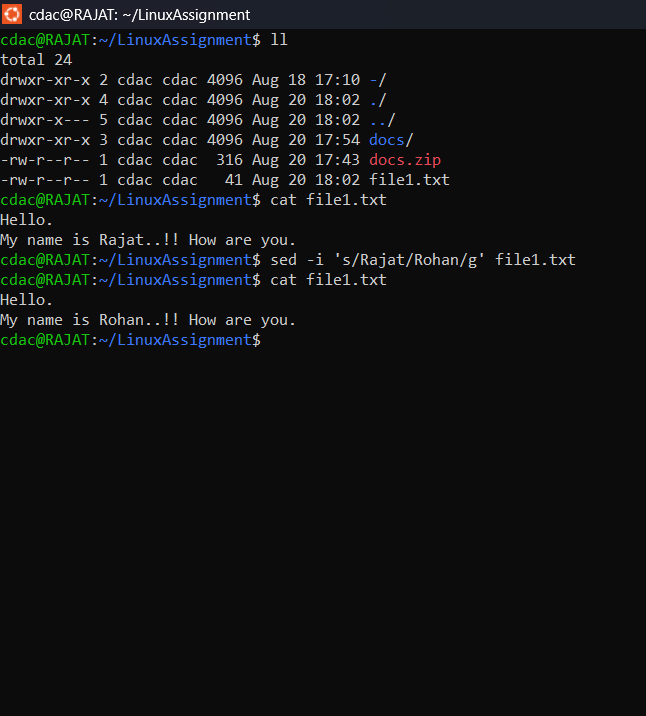 cdac@RAJAT: ~/LinuxAssignment
cdac@RAJAT:~/LinuxAssignment$ ll
total 24
drwxr-xr-x 2 cdac cdac 4096 Aug 18 17:10 -/
drwxr-xr-x 4 cdac cdac 4096 Aug 20 18:02 ./
drwxr-x--- 5 cdac cdac 4096 Aug 20 18:02 ../
drwxr-xr-x 3 cdac cdac 4096 Aug 20 17:54 docs/
-rw-r--r-- 1 cdac cdac  316 Aug 20 17:43 docs.zip
-rw-r--r-- 1 cdac cdac   41 Aug 20 18:02 file1.txt
cdac@RAJAT:~/LinuxAssignment$ cat file1.txt
Hello.
My name is Rajat..!! How are you.
cdac@RAJAT:~/LinuxAssignment$ sed -i 's/Rajat/Rohan/g' file1.txt
cdac@RAJAT:~/LinuxAssignment$ cat file1.txt
Hello.
My name is Rohan..!! How are you.
cdac@RAJAT:~/LinuxAssignment$